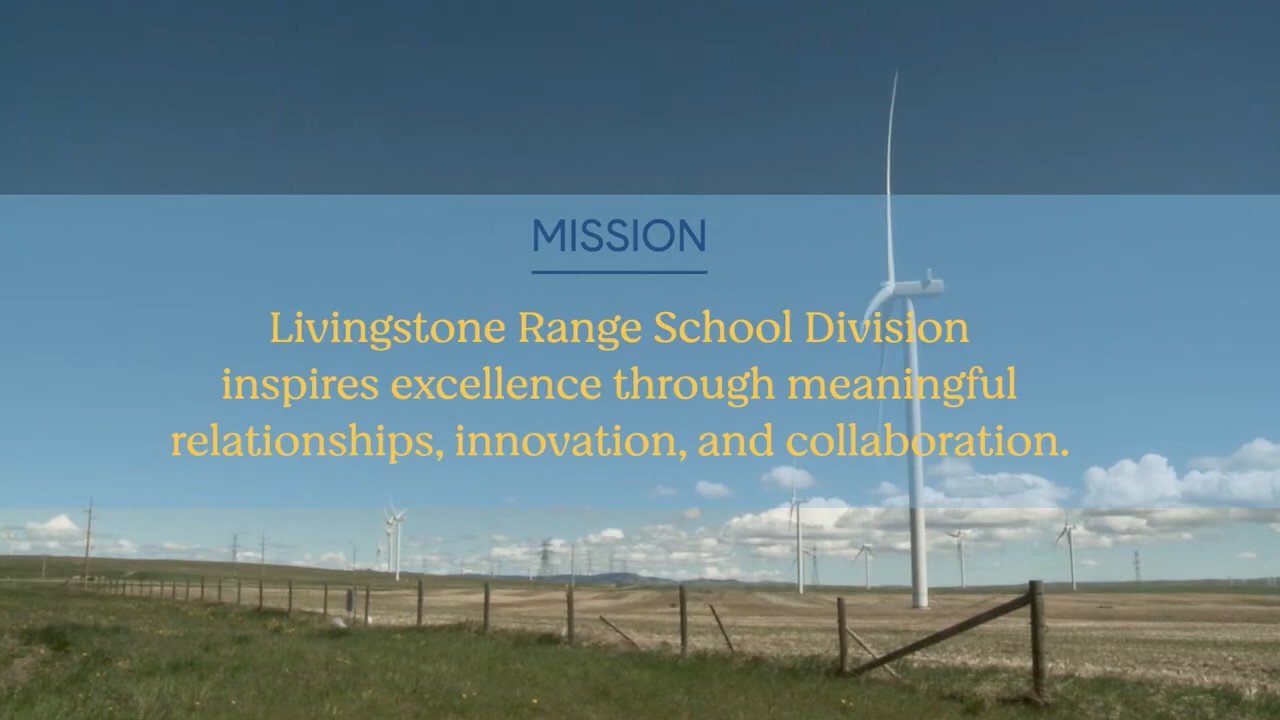 MISSION
Livingstone Range School Division
inspires excellence through meaningful
relationships, innovation, and collaboration.